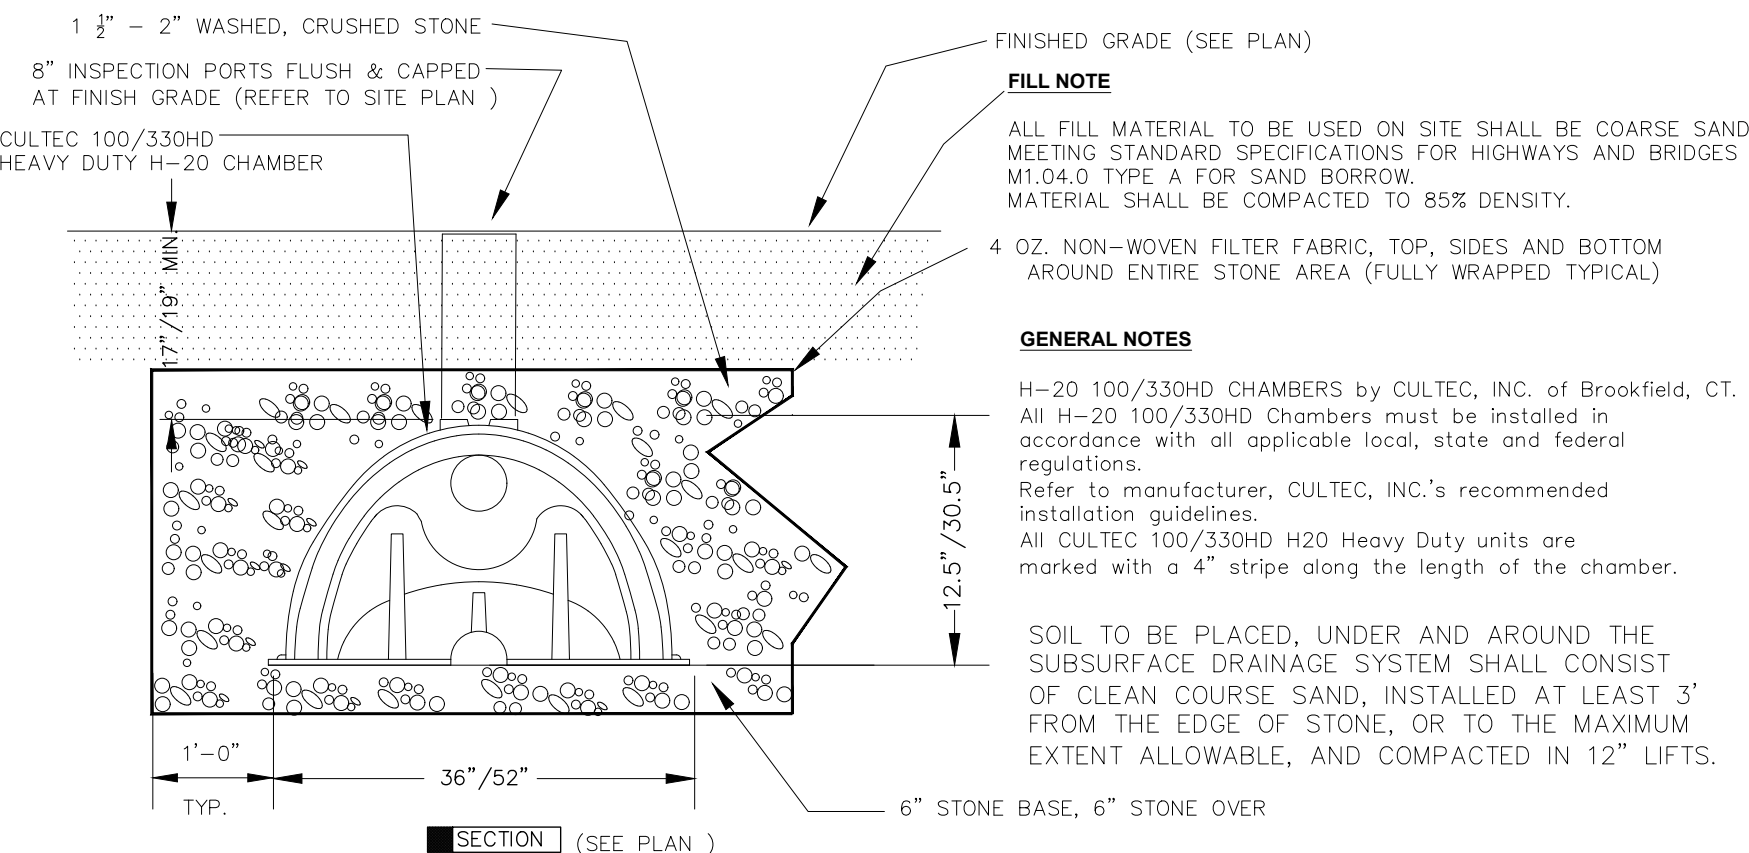 1 ½” – 2” WASHED, CRUSHED STONE
8” INSPECTION PORTS FLUSH & CAPPED
AT FINISH GRADE (REFER TO SITE PLAN )
CULTEC 100/330HD
HEAVY DUTY H–20 CHAMBER
17”/19” MIN.
FINISHED GRADE (SEE PLAN)
FILL NOTE
ALL FILL MATERIAL TO BE USED ON SITE SHALL BE COARSE SAND
MEETING STANDARD SPECIFICATIONS FOR HIGHWAYS AND BRIDGES
M1.04.0 TYPE A FOR SAND BORROW.
MATERIAL SHALL BE COMPACTED TO 85% DENSITY.
4 OZ. NON–WOVEN FILTER FABRIC, TOP, SIDES AND BOTTOM
AROUND ENTIRE STONE AREA (FULLY WRAPPED TYPICAL)
GENERAL NOTES
H–20 100/330HD CHAMBERS by CULTEC, INC. of Brookfield, CT.
All H–20 100/330HD Chambers must be installed in
accordance with all applicable local, state and federal
regulations.
Refer to manufacturer, CULTEC, INC.’s recommended
installation guidelines.
All CULTEC 100/330HD H20 Heavy Duty units are
marked with a 4” stripe along the length of the chamber.
12.5”/30.5”
SOIL TO BE PLACED, UNDER AND AROUND THE
SUBSURFACE DRAINAGE SYSTEM SHALL CONSIST
OF CLEAN COURSE SAND, INSTALLED AT LEAST 3’
FROM THE EDGE OF STONE, OR TO THE MAXIMUM
EXTENT ALLOWABLE, AND COMPACTED IN 12” LIFTS.
1’–0”
TYP.
36”/52”
6” STONE BASE, 6” STONE OVER
SECTION (SEE PLAN )